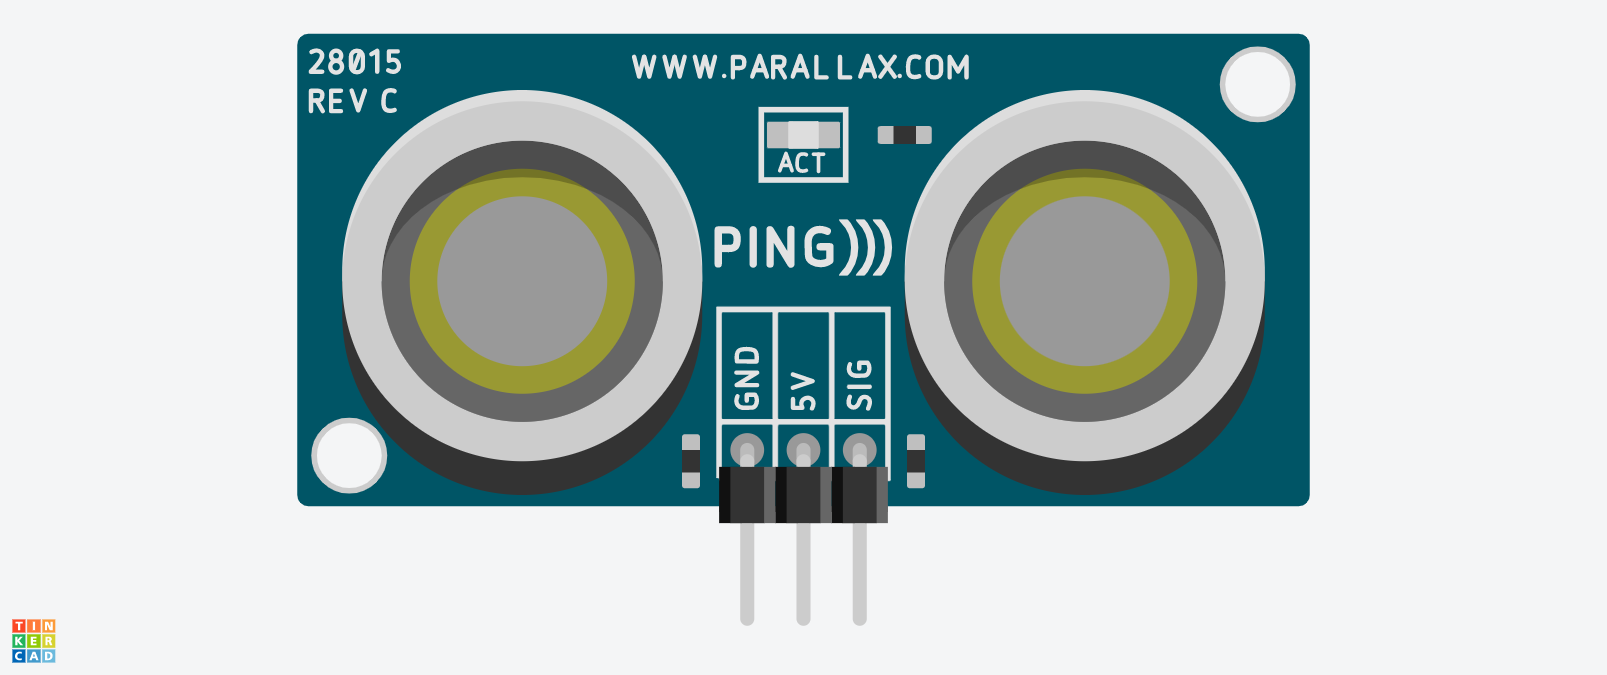 28015
REV C
WWW.PARALLAX.COM
ACT
PING)))
GND
5V
SIG
TIN
KER
CAD